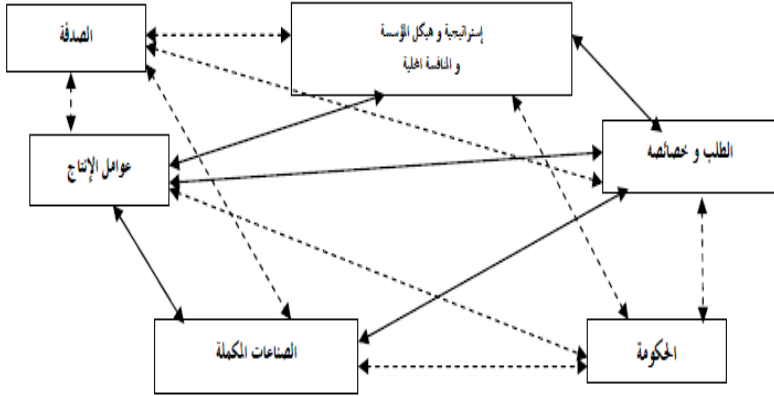 الصدفة
إستراتيجية و هيكل المؤسسة
و المنافسة المحلية
الطلب و خصائصه
عوامل الإنتاج
الصناعات المكملة
الحكومة